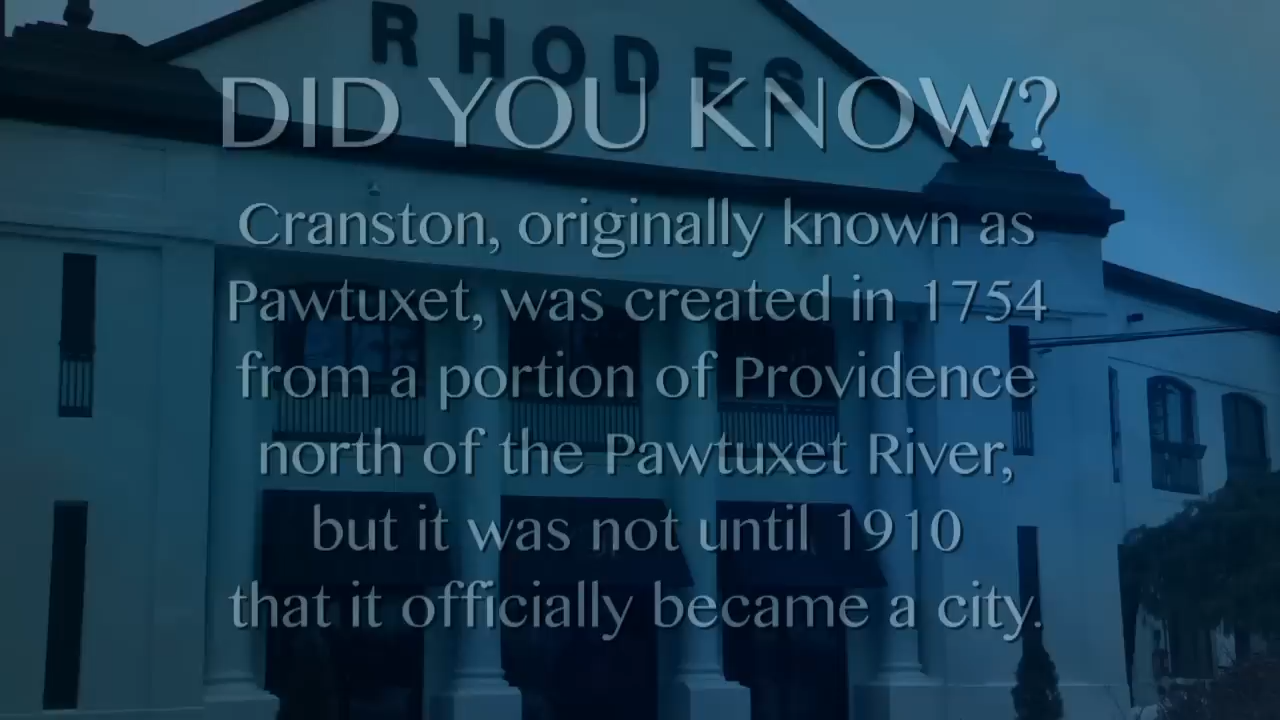 RHODES
DID YOU KNOW?
Cranston, originally known as
Pawtuxet, was created in 1754
from a portion of Providence
north of the Pawtuxet River,
but it was not until 1910
that it officially became a city.